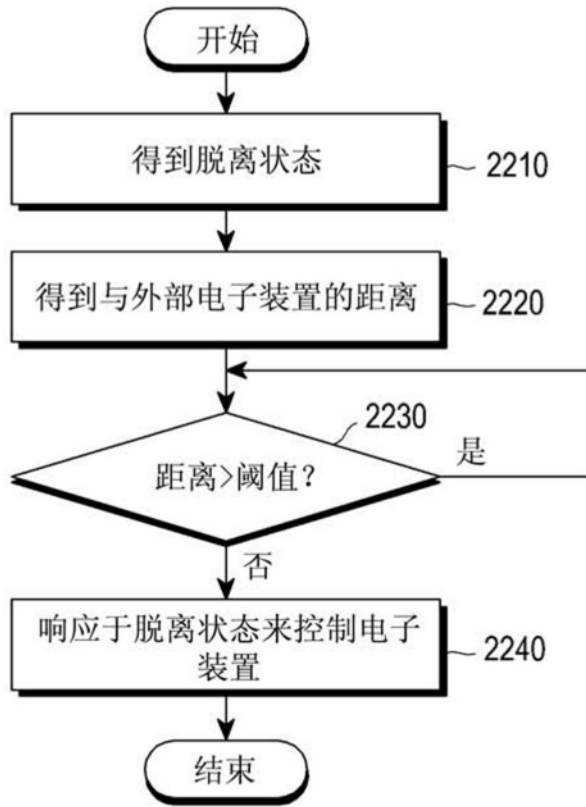 开始
得到脱离状态
2210
得到与外部电子装置的距离
2220
2230
距离>阈值?
是
否
响应于脱离状态来控制电子
装置
2240
结束